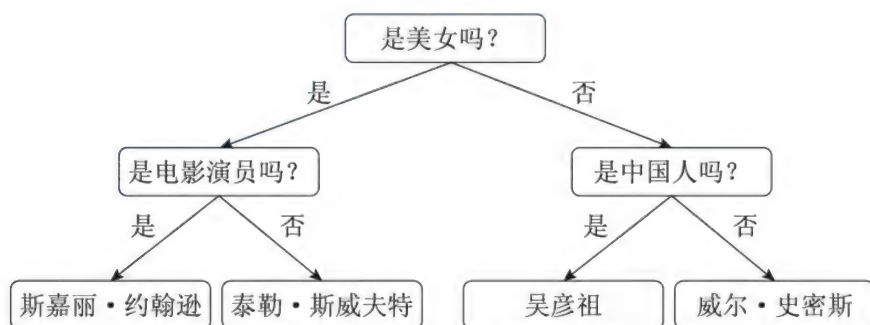 是美女吗？
是
否
是电影演员吗？
是中国人吗？
是
否
是
否
斯嘉丽·约翰逊
泰勒·斯威夫特
吴彦祖
威尔·史密斯